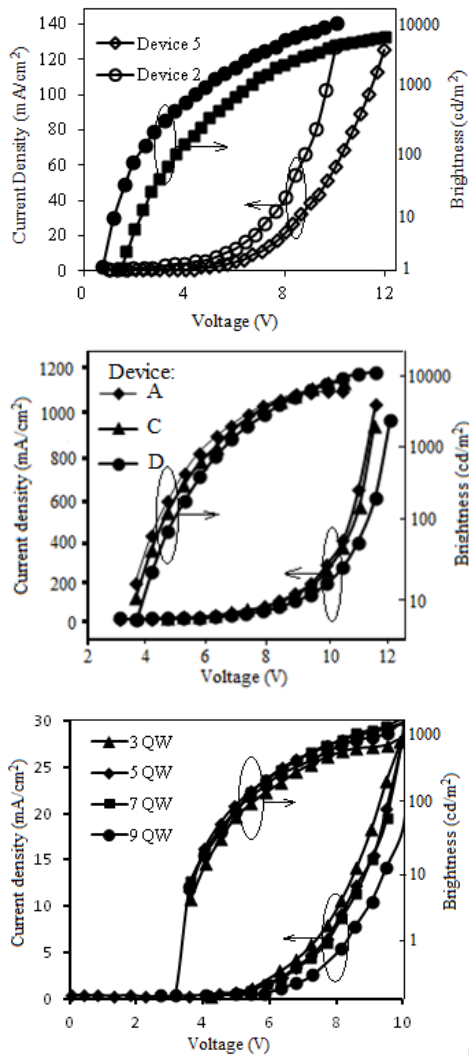 140
120
100
80
60
40
20
0
Current Density (mA/cm²)
Device 5
Device 2
10000
1000
100
10
1
Brightness (cd/m²)
0 4 8 12
Voltage (V)
1200
1000
800
600
400
200
0
Current density (mA/cm²)
Device:
A
C
D
10000
1000
100
10
Brightness (cd/m²)
2 4 6 8 10 12
Voltage (V)
30
25
20
15
10
5
0
Current density (mA/cm²)
3 QW
5 QW
7 QW
9 QW
1000
100
10
1
Brightness (cd/m²)
0 2 4 6 8 10
Voltage (V)